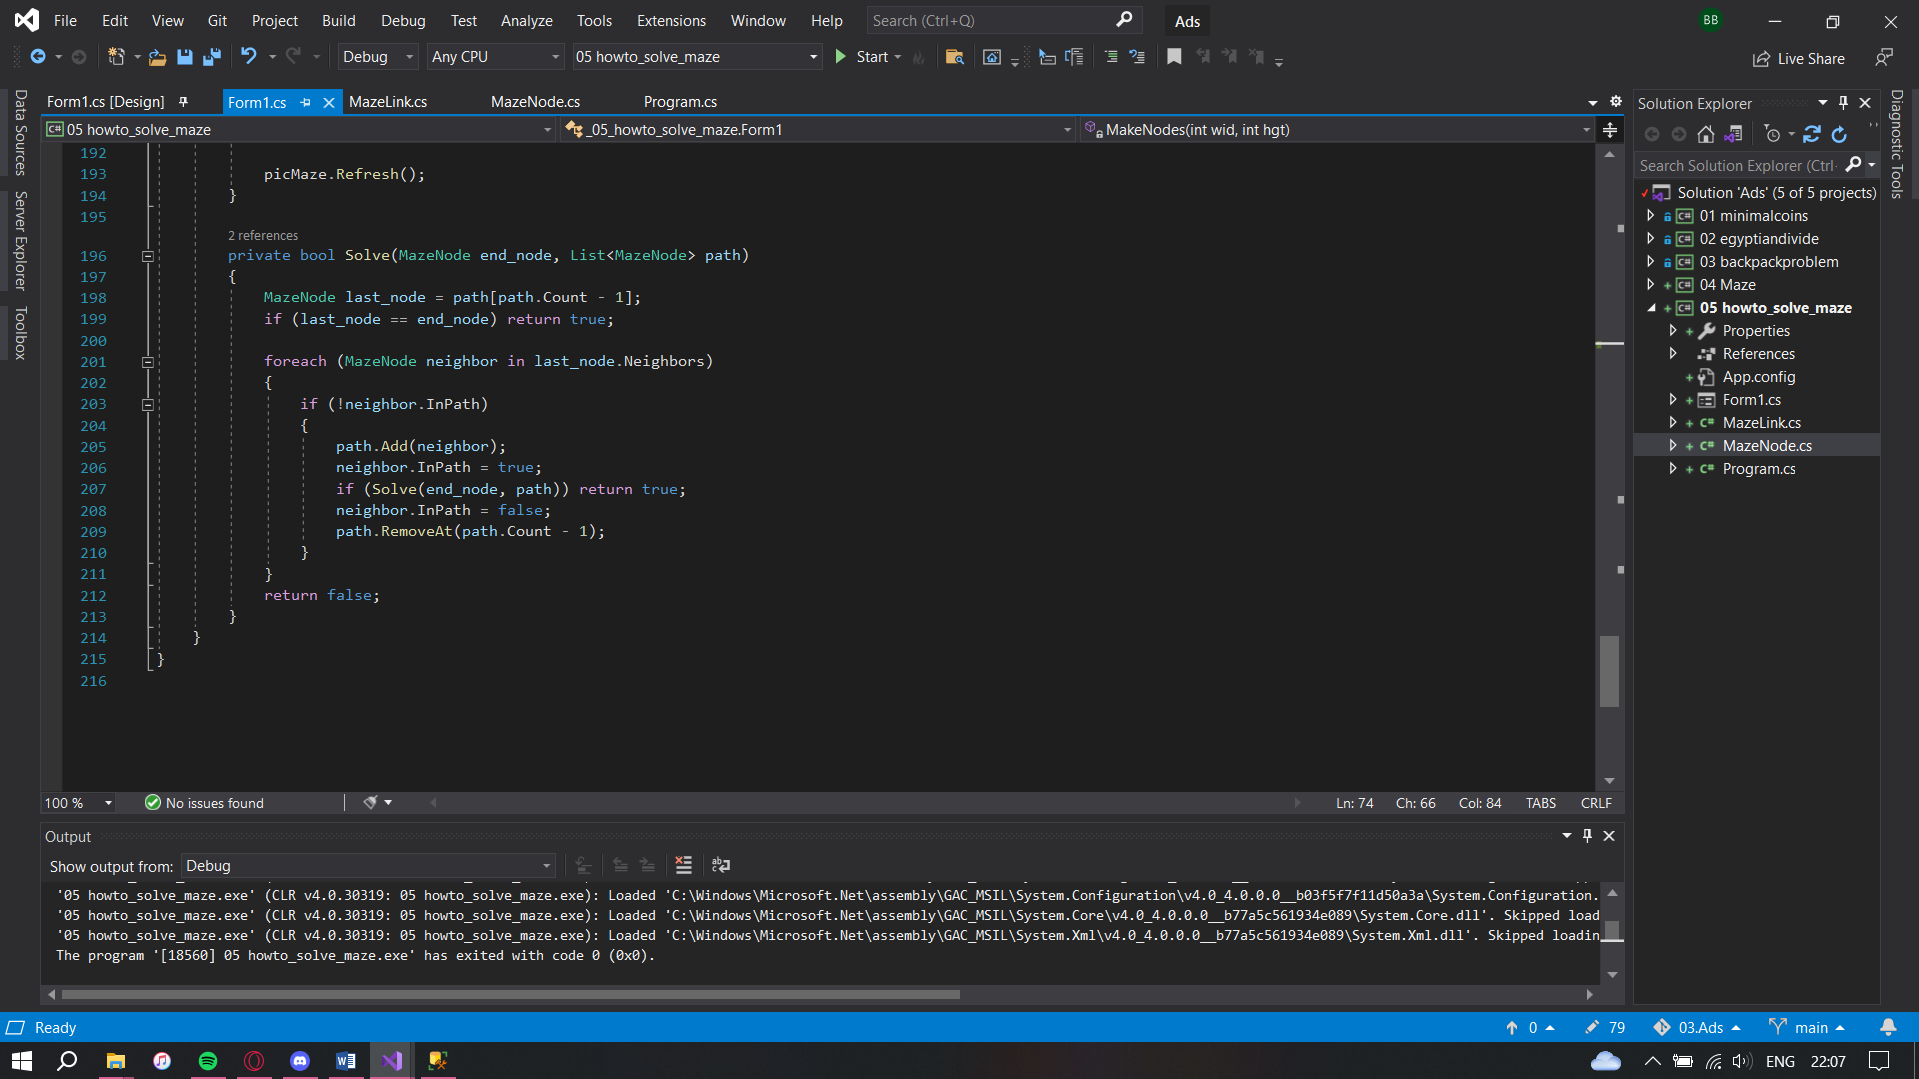 File Edit View Git Project Build Debug Test Analyze Tools Extensions Window Help Search (Ctrl+Q) Ads BB
Debug Any CPU 05 howto_solve_maze Start Live Share
Form1.cs [Design] Form1.cs MazeLink.cs MazeNode.cs Program.cs
05 howto_solve_maze _05_howto_solve_maze.Form1 MakeNodes(int wid, int hgt)
Data Sources
Server Explorer
Toolbox
192
193 picMaze.Refresh();
194 }
195
2 references
196 private bool Solve(MazeNode end_node, List<MazeNode> path)
197 {
198 MazeNode last_node = path[path.Count - 1];
199 if (last_node == end_node) return true;
200
201 foreach (MazeNode neighbor in last_node.Neighbors)
202 {
203 if (!neighbor.InPath)
204 {
205 path.Add(neighbor);
206 neighbor.InPath = true;
207 if (Solve(end_node, path)) return true;
208 neighbor.InPath = false;
209 path.RemoveAt(path.Count - 1);
210 }
211 }
212 return false;
213 }
214 }
215 }
216
100 % No issues found Ln: 74 Ch: 66 Col: 84 TABS CRLF
Output
Show output from: Debug
'05 howto_solve_maze.exe' (CLR v4.0.30319: 05 howto_solve_maze.exe): Loaded 'C:\Windows\Microsoft.Net\assembly\GAC_MSIL\System.Configuration\v4.0_4.0.0.0__b03f5f7f11d50a3a\System.Configuration.
'05 howto_solve_maze.exe' (CLR v4.0.30319: 05 howto_solve_maze.exe): Loaded 'C:\Windows\Microsoft.Net\assembly\GAC_MSIL\System.Core\v4.0_4.0.0.0__b77a5c561934e089\System.Core.dll'. Skipped load
'05 howto_solve_maze.exe' (CLR v4.0.30319: 05 howto_solve_maze.exe): Loaded 'C:\Windows\Microsoft.Net\assembly\GAC_MSIL\System.Xml\v4.0_4.0.0.0__b77a5c561934e089\System.Xml.dll'. Skipped loadin
The program '[18560] 05 howto_solve_maze.exe' has exited with code 0 (0x0).
Solution Explorer
Search Solution Explorer (Ctrl
Solution 'Ads' (5 of 5 projects)
01 minimalcoins
02 egyptiandivide
03 backpackproblem
04 Maze
05 howto_solve_maze
Properties
References
App.config
Form1.cs
MazeLink.cs
MazeNode.cs
Program.cs
Diagnostic Tools
Ready 0 79 03.Ads main
ENG 22:07